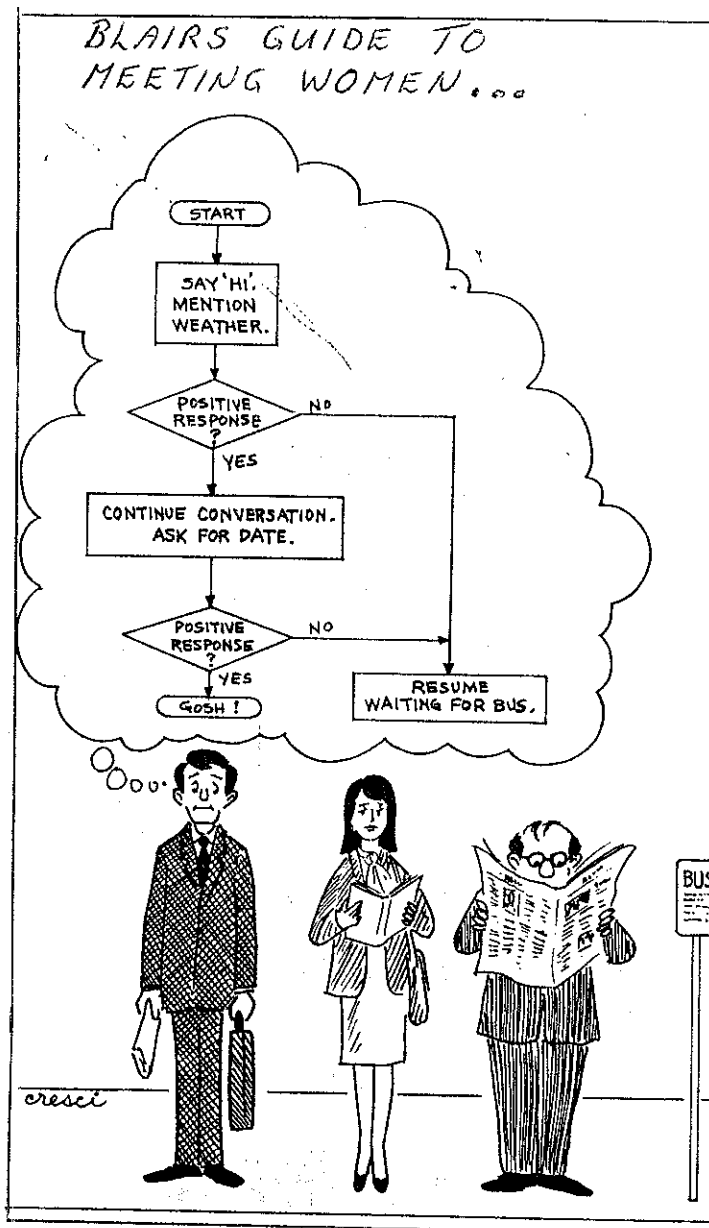 BLAIRS GUIDE TO
MEETING WOMEN...
START
SAY 'HI'.
MENTION
WEATHER.
POSITIVE
RESPONSE
?
NO
YES
CONTINUE CONVERSATION.
ASK FOR DATE.
POSITIVE
RESPONSE
?
NO
YES
GOSH!
RESUME
WAITING FOR BUS.
BUS
cresci